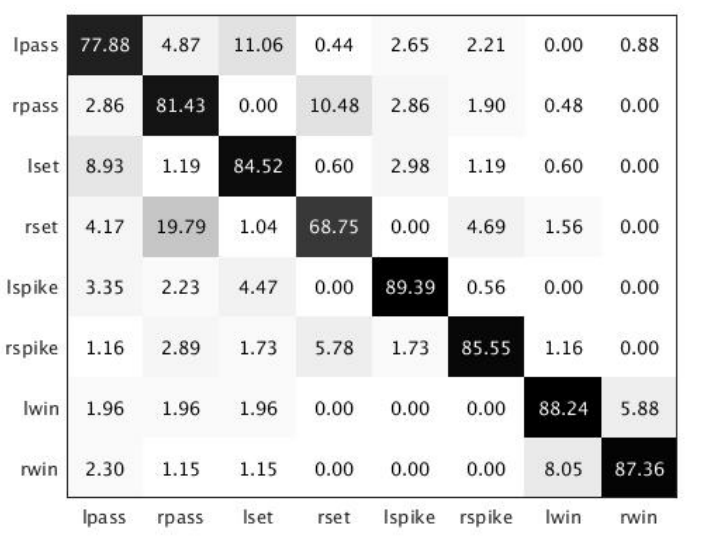 lpass 77.88 4.87 11.06 0.44 2.65 2.21 0.00 0.88
rpass 2.86 81.43 0.00 10.48 2.86 1.90 0.48 0.00
lset 8.93 1.19 84.52 0.60 2.98 1.19 0.60 0.00
rset 4.17 19.79 1.04 68.75 0.00 4.69 1.56 0.00
lspike 3.35 2.23 4.47 0.00 89.39 0.56 0.00 0.00
rspike 1.16 2.89 1.73 5.78 1.73 85.55 1.16 0.00
lwin 1.96 1.96 1.96 0.00 0.00 0.00 88.24 5.88
rwin 2.30 1.15 1.15 0.00 0.00 0.00 8.05 87.36
lpass rpass lset rset lspike rspike lwin rwin